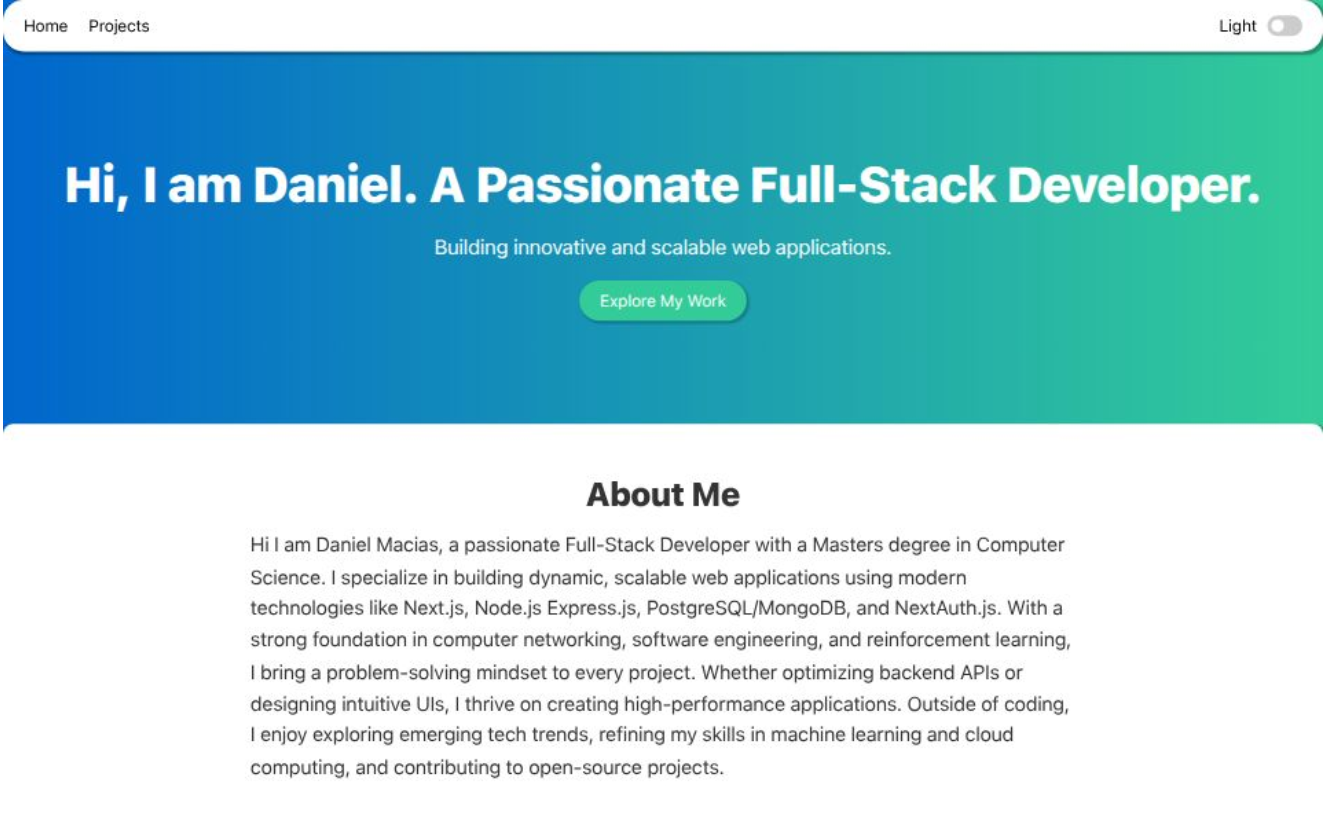 Home Projects Light
Hi, I am Daniel. A Passionate Full-Stack Developer.
Building innovative and scalable web applications.
Explore My Work
About Me
Hi I am Daniel Macias, a passionate Full-Stack Developer with a Masters degree in Computer
Science. I specialize in building dynamic, scalable web applications using modern
technologies like Next.js, Node.js Express.js, PostgreSQL/MongoDB, and NextAuth.js. With a
strong foundation in computer networking, software engineering, and reinforcement learning,
I bring a problem-solving mindset to every project. Whether optimizing backend APIs or
designing intuitive UIs, I thrive on creating high-performance applications. Outside of coding,
I enjoy exploring emerging tech trends, refining my skills in machine learning and cloud
computing, and contributing to open-source projects.